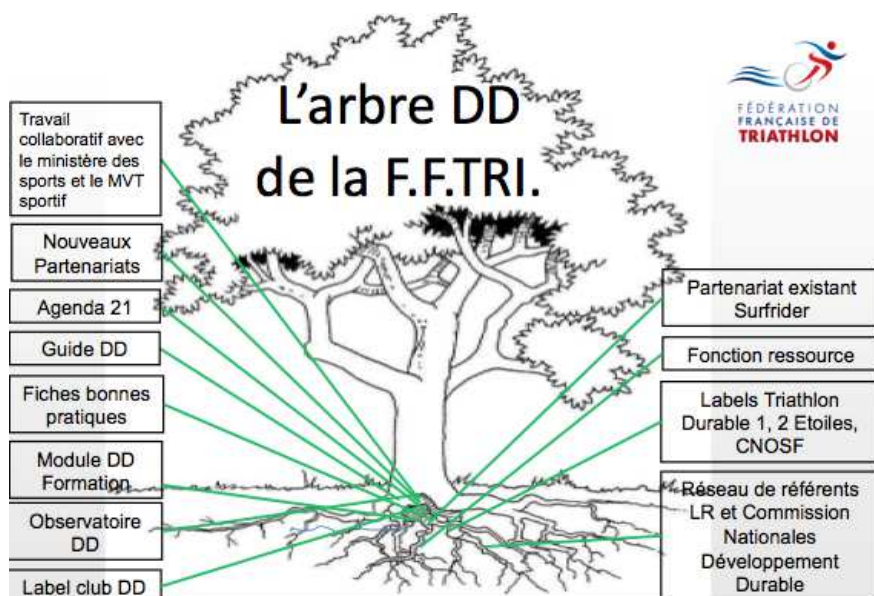 L'arbre DD
de la F.F.TRI.
FÉDÉRATION
FRANÇAISE DE
TRIATHLON
Travail
collaboratif avec
le ministère des
sports et le MVT
sportif
Nouveaux
Partenariats
Agenda 21
Guide DD
Fiches bonnes
pratiques
Module DD
Formation
Observatoire
DD
Label club DD
Partenariat existant
Surfrider
Fonction ressource
Labels Triathlon
Durable 1, 2 Etoiles,
CNOSF
Réseau de référents
LR et Commission
Nationales
Développement
Durable